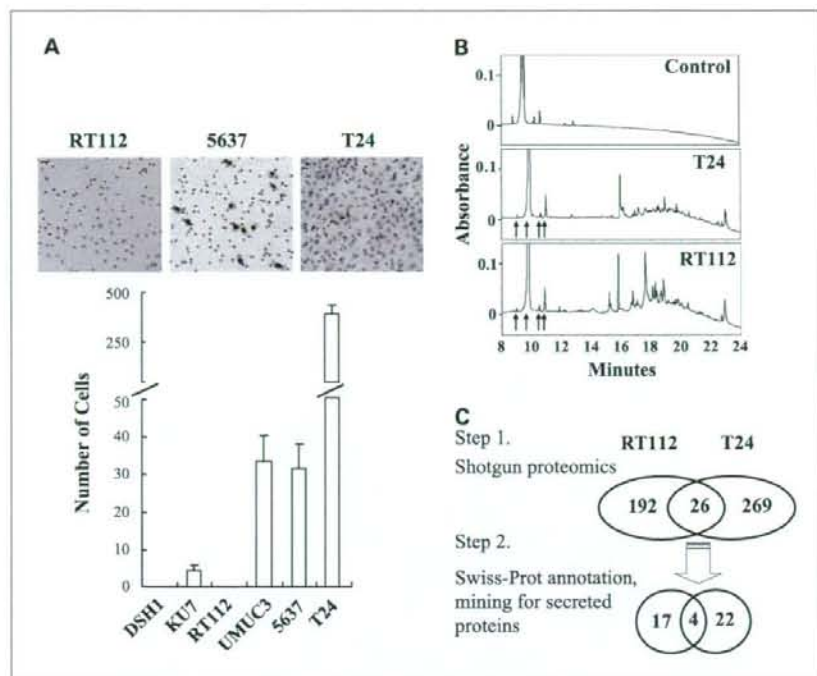 A
RT112 5637 T24
500
250
50
40
30
20
10
0
Number of Cells
DSH1 KU7 RT112 UMUC3 5637 T24
B
Control
0.1
0
T24
0.1
0
RT112
0.1
0
Absorbance
8 10 12 14 16 18 20 22 24
Minutes
C
Step 1. RT112 T24
Shotgun proteomics
192 26 269
Step 2.
Swiss-Prot annotation,
mining for secreted
proteins
17 4 22